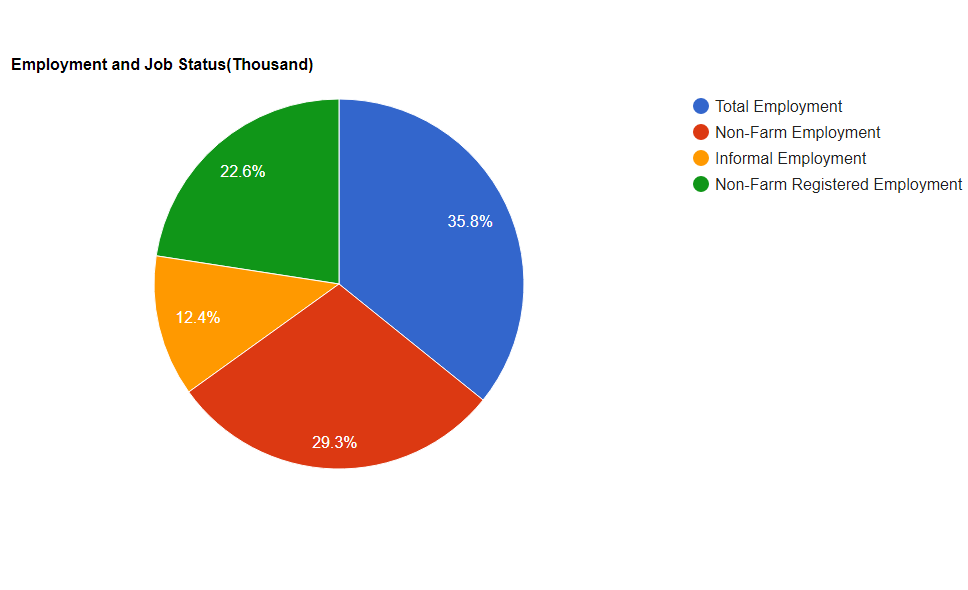 Employment and Job Status(Thousand)
Total Employment
Non-Farm Employment
Informal Employment
Non-Farm Registered Employment
22.6%
35.8%
12.4%
29.3%